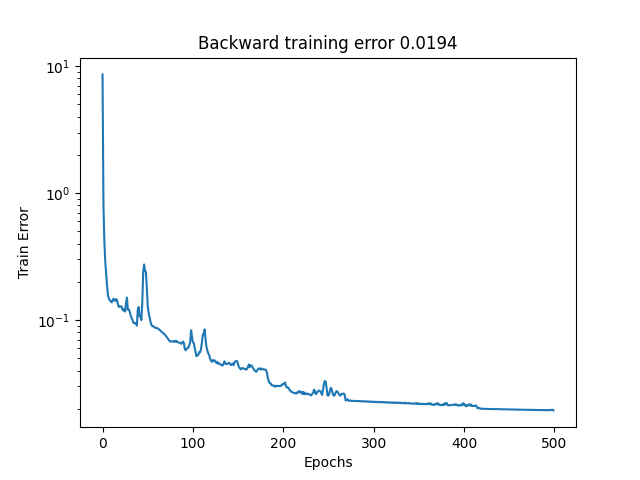 Backward training error 0.0194
Train Error
10¹
10⁰
10⁻¹
0 100 200 300 400 500
Epochs